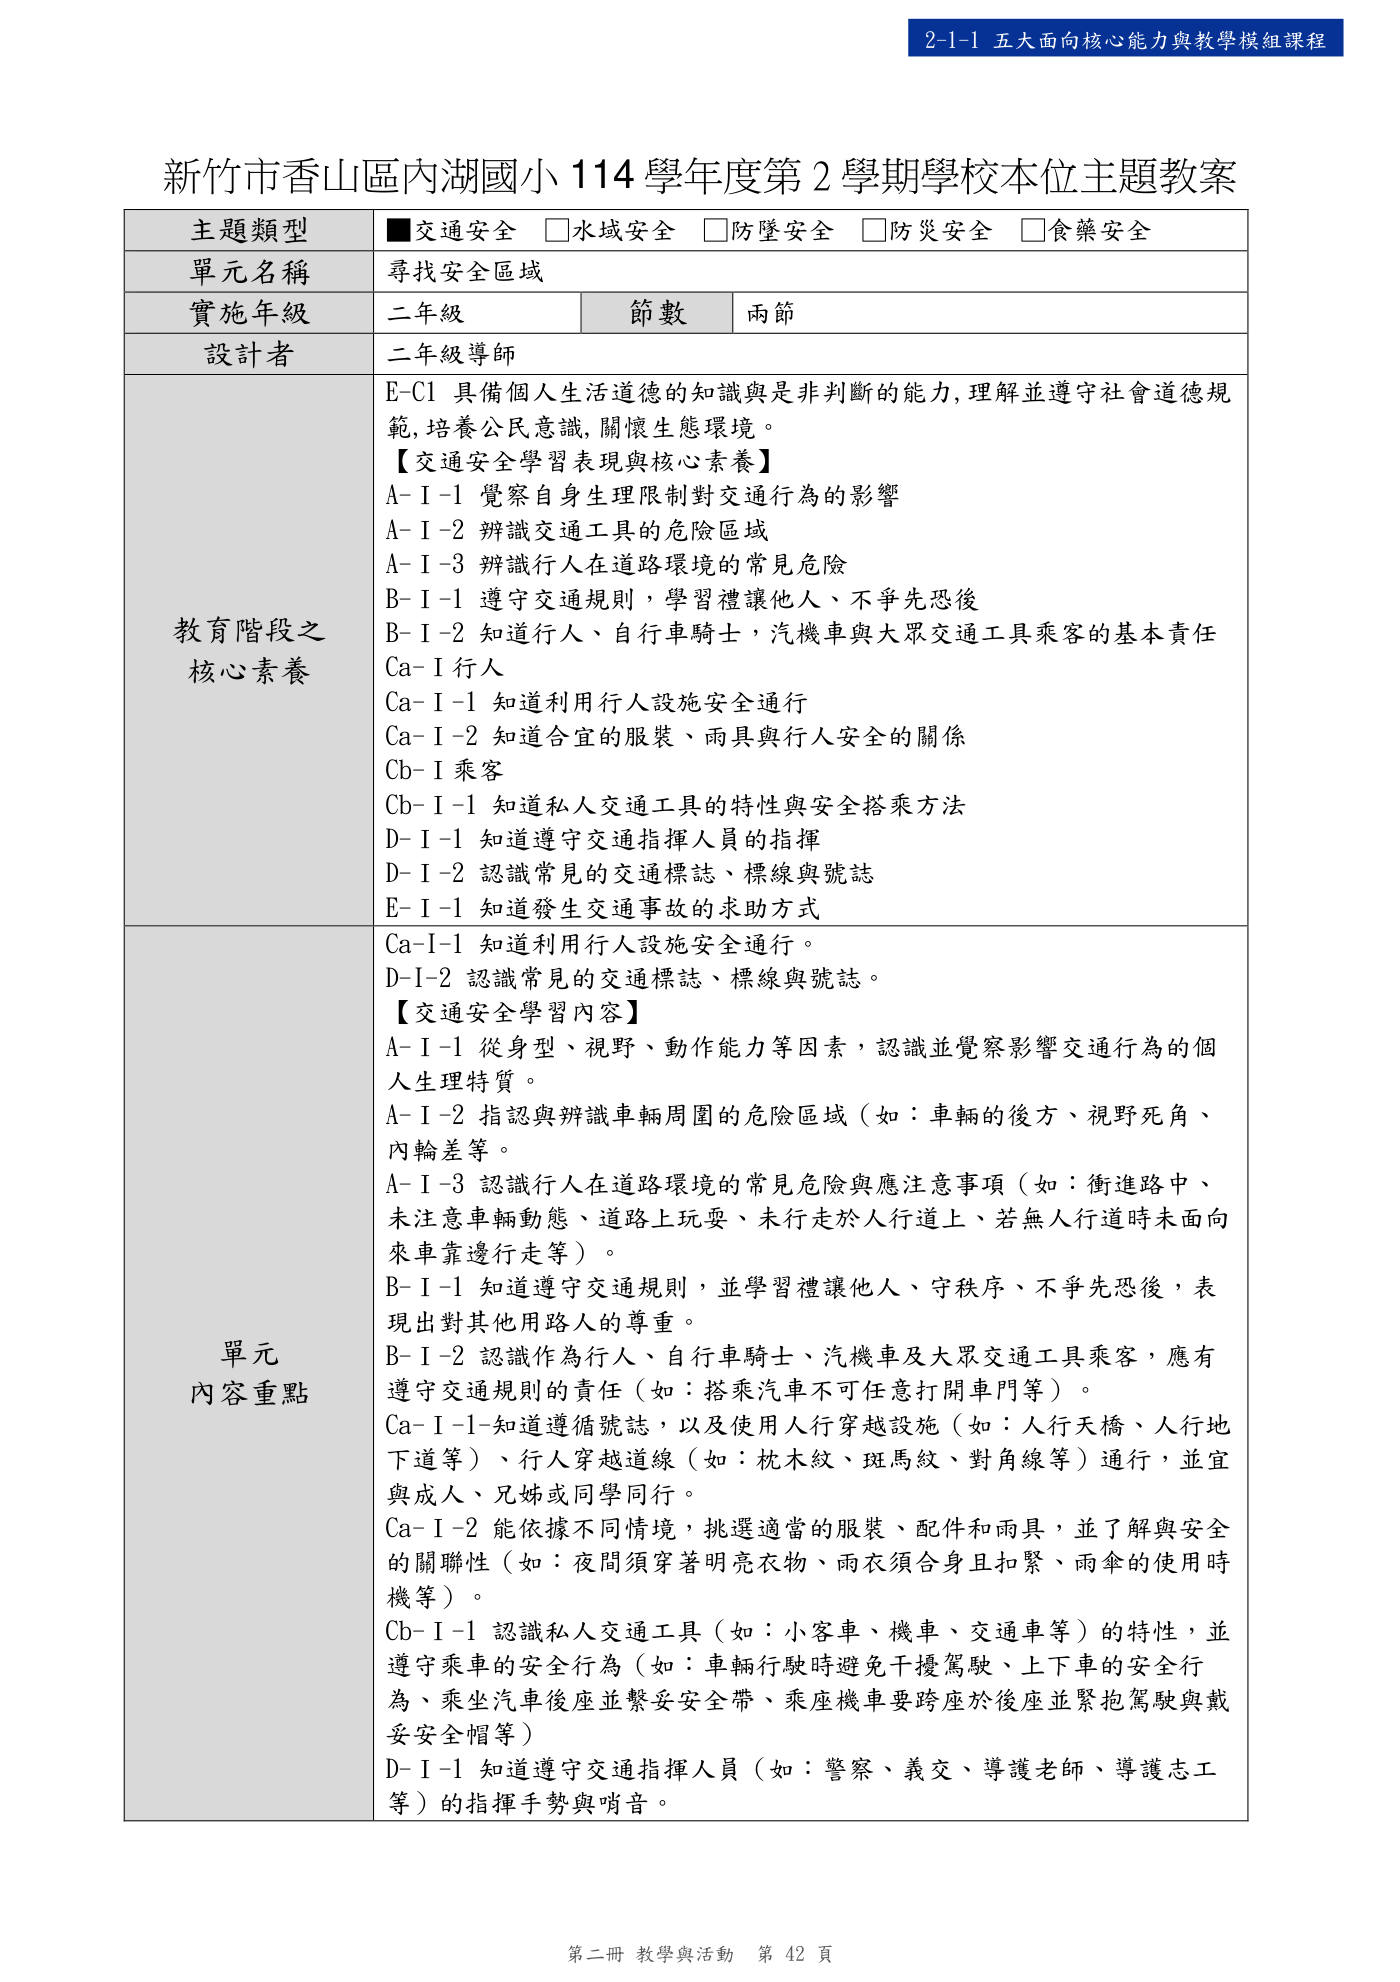 2-1-1 五大面向核心能力與教學模組課程
新竹市香山區內湖國小 114 學年度第 2 學期學校本位主題教案
主題類型 ■交通安全 □水域安全 □防墜安全 □防災安全 □食藥安全
單元名稱 尋找安全區域
實施年級 二年級 節數 兩節
設計者 二年級導師
教育階段之
核心素養
E-C1 具備個人生活道德的知識與是非判斷的能力,理解並遵守社會道德規
範,培養公民意識,關懷生態環境。
【交通安全學習表現與核心素養】
A-Ⅰ-1 覺察自身生理限制對交通行為的影響
A-Ⅰ-2 辨識交通工具的危險區域
A-Ⅰ-3 辨識行人在道路環境的常見危險
B-Ⅰ-1 遵守交通規則，學習禮讓他人、不爭先恐後
B-Ⅰ-2 知道行人、自行車騎士，汽機車與大眾交通工具乘客的基本責任
Ca-Ⅰ行人
Ca-Ⅰ-1 知道利用行人設施安全通行
Ca-Ⅰ-2 知道合宜的服裝、雨具與行人安全的關係
Cb-Ⅰ乘客
Cb-Ⅰ-1 知道私人交通工具的特性與安全搭乘方法
D-Ⅰ-1 知道遵守交通指揮人員的指揮
D-Ⅰ-2 認識常見的交通標誌、標線與號誌
E-Ⅰ-1 知道發生交通事故的求助方式
單元
內容重點
Ca-I-1 知道利用行人設施安全通行。
D-I-2 認識常見的交通標誌、標線與號誌。
【交通安全學習內容】
A-Ⅰ-1 從身型、視野、動作能力等因素，認識並覺察影響交通行為的個
人生理特質。
A-Ⅰ-2 指認與辨識車輛周圍的危險區域（如：車輛的後方、視野死角、
內輪差等。
A-Ⅰ-3 認識行人在道路環境的常見危險與應注意事項（如：衝進路中、
未注意車輛動態、道路上玩耍、未行走於人行道上、若無人行道時未面向
來車靠邊行走等）。
B-Ⅰ-1 知道遵守交通規則，並學習禮讓他人、守秩序、不爭先恐後，表
現出對其他用路人的尊重。
B-Ⅰ-2 認識作為行人、自行車騎士、汽機車及大眾交通工具乘客，應有
遵守交通規則的責任（如：搭乘汽車不可任意打開車門等）。
Ca-Ⅰ-1-知道遵循號誌，以及使用人行穿越設施（如：人行天橋、人行地
下道等）、行人穿越道線（如：枕木紋、斑馬紋、對角線等）通行，並宜
與成人、兄姊或同學同行。
Ca-Ⅰ-2 能依據不同情境，挑選適當的服裝、配件和雨具，並了解與安全
的關聯性（如：夜間須穿著明亮衣物、雨衣須合身且扣緊、雨傘的使用時
機等）。
Cb-Ⅰ-1 認識私人交通工具（如：小客車、機車、交通車等）的特性，並
遵守乘車的安全行為（如：車輛行駛時避免干擾駕駛、上下車的安全行
為、乘坐汽車後座並繫妥安全帶、乘座機車要跨座於後座並緊抱駕駛與戴
妥安全帽等）
D-Ⅰ-1 知道遵守交通指揮人員（如：警察、義交、導護老師、導護志工
等）的指揮手勢與哨音。
第二冊 教學與活動 第 42 頁